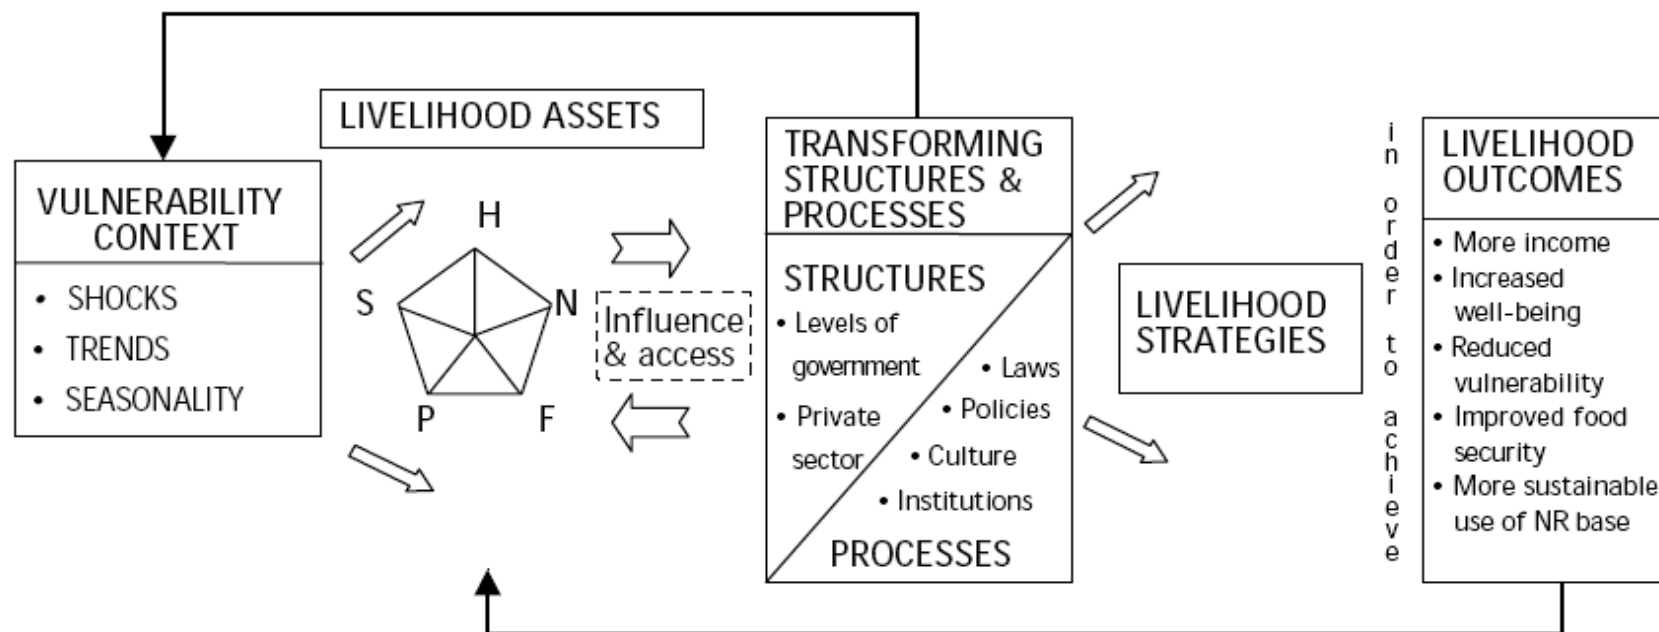 LIVELIHOOD ASSETS
VULNERABILITY
CONTEXT
• SHOCKS
• TRENDS
• SEASONALITY
H
S
N
P
F
Influence
& access
TRANSFORMING
STRUCTURES &
PROCESSES
STRUCTURES
• Levels of
government
• Private
sector
• Laws
• Policies
• Culture
• Institutions
PROCESSES
LIVELIHOOD
STRATEGIES
in order to achieve
LIVELIHOOD
OUTCOMES
• More income
• Increased
well-being
• Reduced
vulnerability
• Improved food
security
• More sustainable
use of NR base